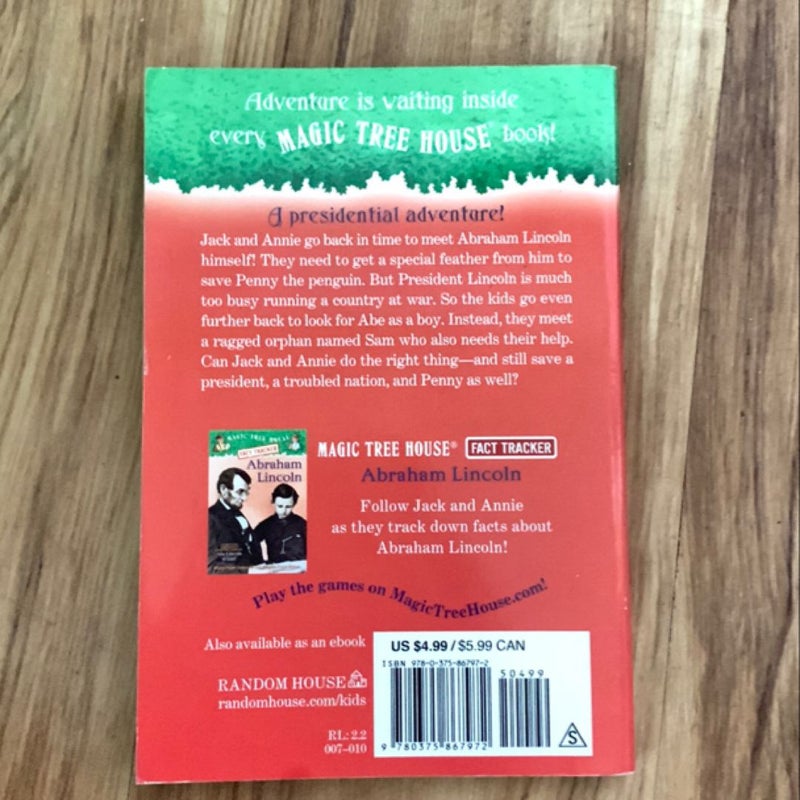 Adventure is waiting inside
every MAGIC TREE HOUSE® book!
A presidential adventure!
Jack and Annie go back in time to meet Abraham Lincoln
himself! They need to get a special feather from him to
save Penny the penguin. But President Lincoln is much
too busy running a country at war. So the kids go even
further back to look for Abe as a boy. Instead, they meet
a ragged orphan named Sam who also needs their help.
Can Jack and Annie do the right thing—and still save a
president, a troubled nation, and Penny as well?
MAGIC TREE HOUSE
FACT TRACKER
Abraham
Lincoln
MAGIC TREE HOUSE® FACT TRACKER
Abraham Lincoln
Follow Jack and Annie
as they track down facts about
Abraham Lincoln!
Play the games on MagicTreeHouse.com!
Also available as an ebook
RANDOM HOUSE
randomhouse.com/kids
RL: 2.2
007–010
US $4.99 / $5.99 CAN
ISBN 978-0-375-86797-2
50499
9 780375 867972
S